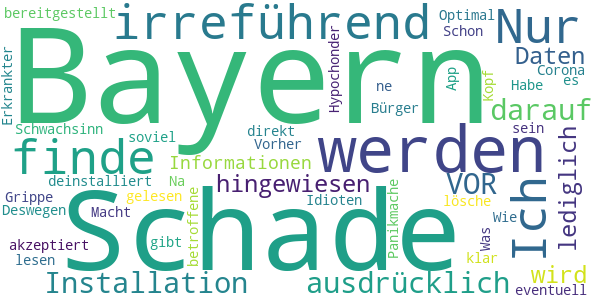 bereitgestellt
irreführend
Optimal
Nur
Schon
Erkrankter
Bayern
Hypochonder
App
Kopf
Daten
Corona
es
Habe
ne
Bürger
darauf
Schwachsinn
soviel
direkt
Vorher
sein
finde
Informationen
werden
lediglich
deinstalliert
Na
hingewiesen
VOR
Ich
wird
Grippe
gelesen
Deswegen
Macht
Schade
betroffene
Idioten
Panikmache
lösche
Wie
Was
akzeptiert
gibt
lesen
klar
Installation
ausdrücklich
eventuell